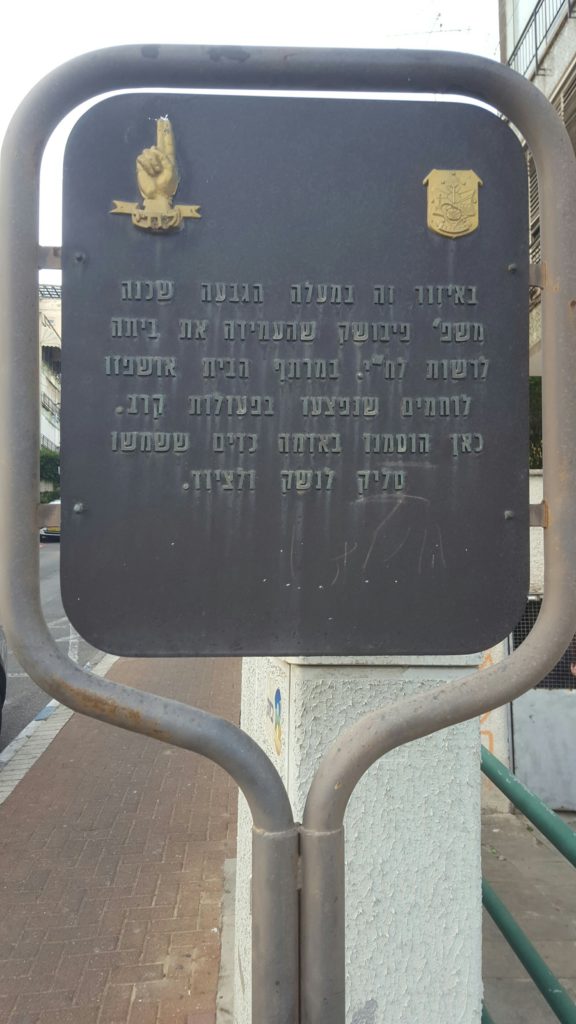 באיזור זה במעלה הגבעה שכנה
משפ' פיבושק שהעמידה את ביתה
לרשות לח"י. במרתף הבית אושפזו
לוחמים שנפצעו בפעולות קרב.
כאן הוטמנו באדמה כדים ששמשו
סליק לנשק ולציוד.